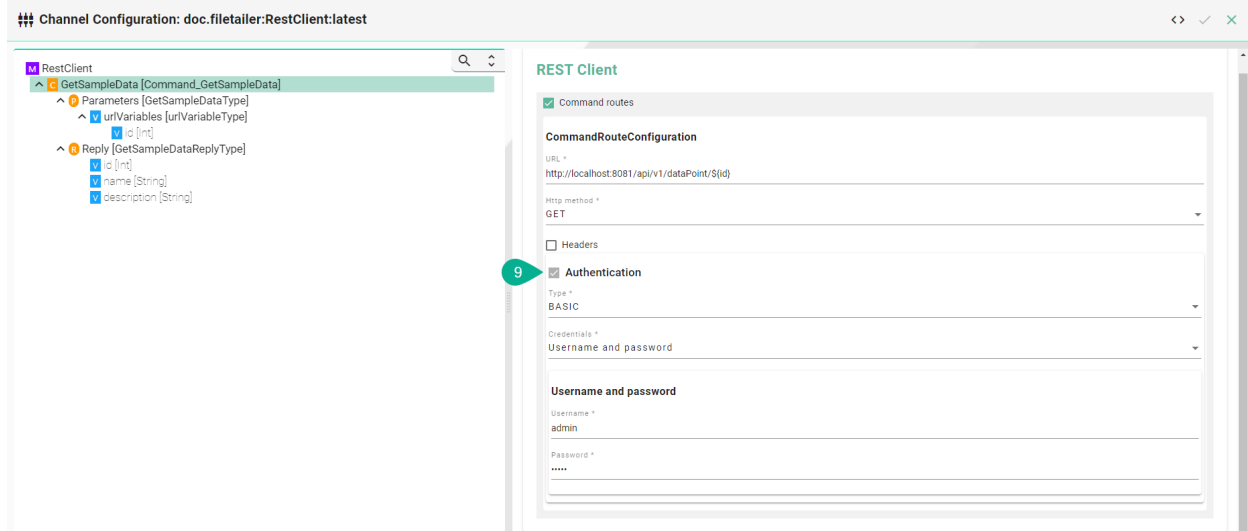 Channel Configuration: doc.filetailer:RestClient:latest
M RestClient
C GetSampleData [Command_GetSampleData]
P Parameters [GetSampleDataType]
V urlVariables [urlVariableType]
V id [Int]
R Reply [GetSampleDataReplyType]
V id [Int]
V name [String]
V description [String]
REST Client
Command routes
CommandRouteConfiguration
URL *
http://localhost:8081/api/v1/dataPoint/${id}
Http method *
GET
Headers
9 Authentication
Type *
BASIC
Credentials *
Username and password
Username and password
Username *
admin
Password *
•••••